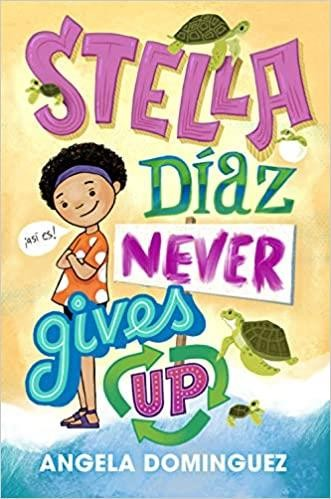 STELLA
Díaz
¡así es!
NEVER
gives
UP
ANGELA DOMINGUEZ